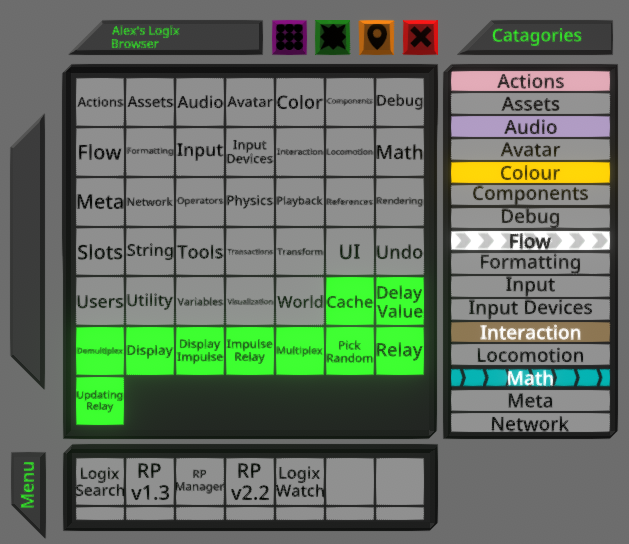 Alex's Logix
Browser
Catagories
Actions Assets Audio Avatar Color Components Debug
Flow Formatting Input Input Devices Interaction Locomotion Math
Meta Network Operators Physics Playback References Rendering
Slots String Tools Transactions Transform UI Undo
Users Utility Variables Visualization World Cache Delay Value
Demultiplex Display Display Impulse Impulse Relay Multiplex Pick Random Relay
Updating
Relay
Actions
Assets
Audio
Avatar
Colour
Components
Debug
Flow
Formatting
Input
Input Devices
Interaction
Locomotion
Math
Meta
Network
Menu
Logix Search RP v1.3 RP Manager RP v2.2 Logix Watch